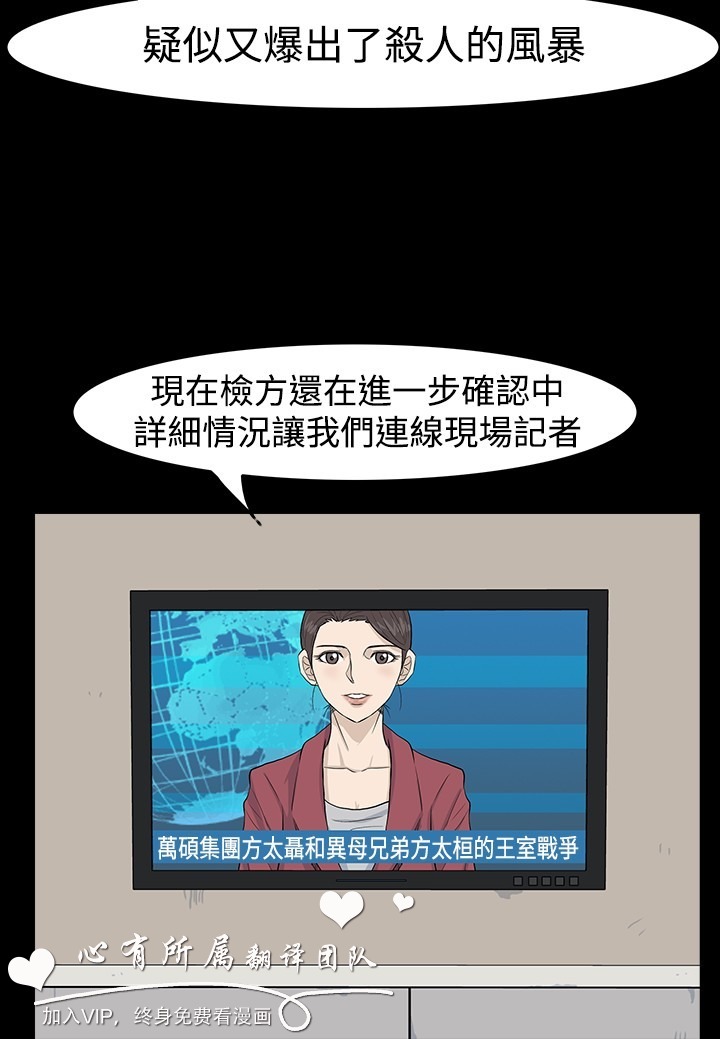 疑似又爆出了殺人的風暴
現在檢方還在進一步確認中
詳細情況讓我們連線現場記者
萬碩集團方太聶和異母兄弟方太桓的王室戰爭
心有所属翻译团队
加入VIP，终身免费看漫画